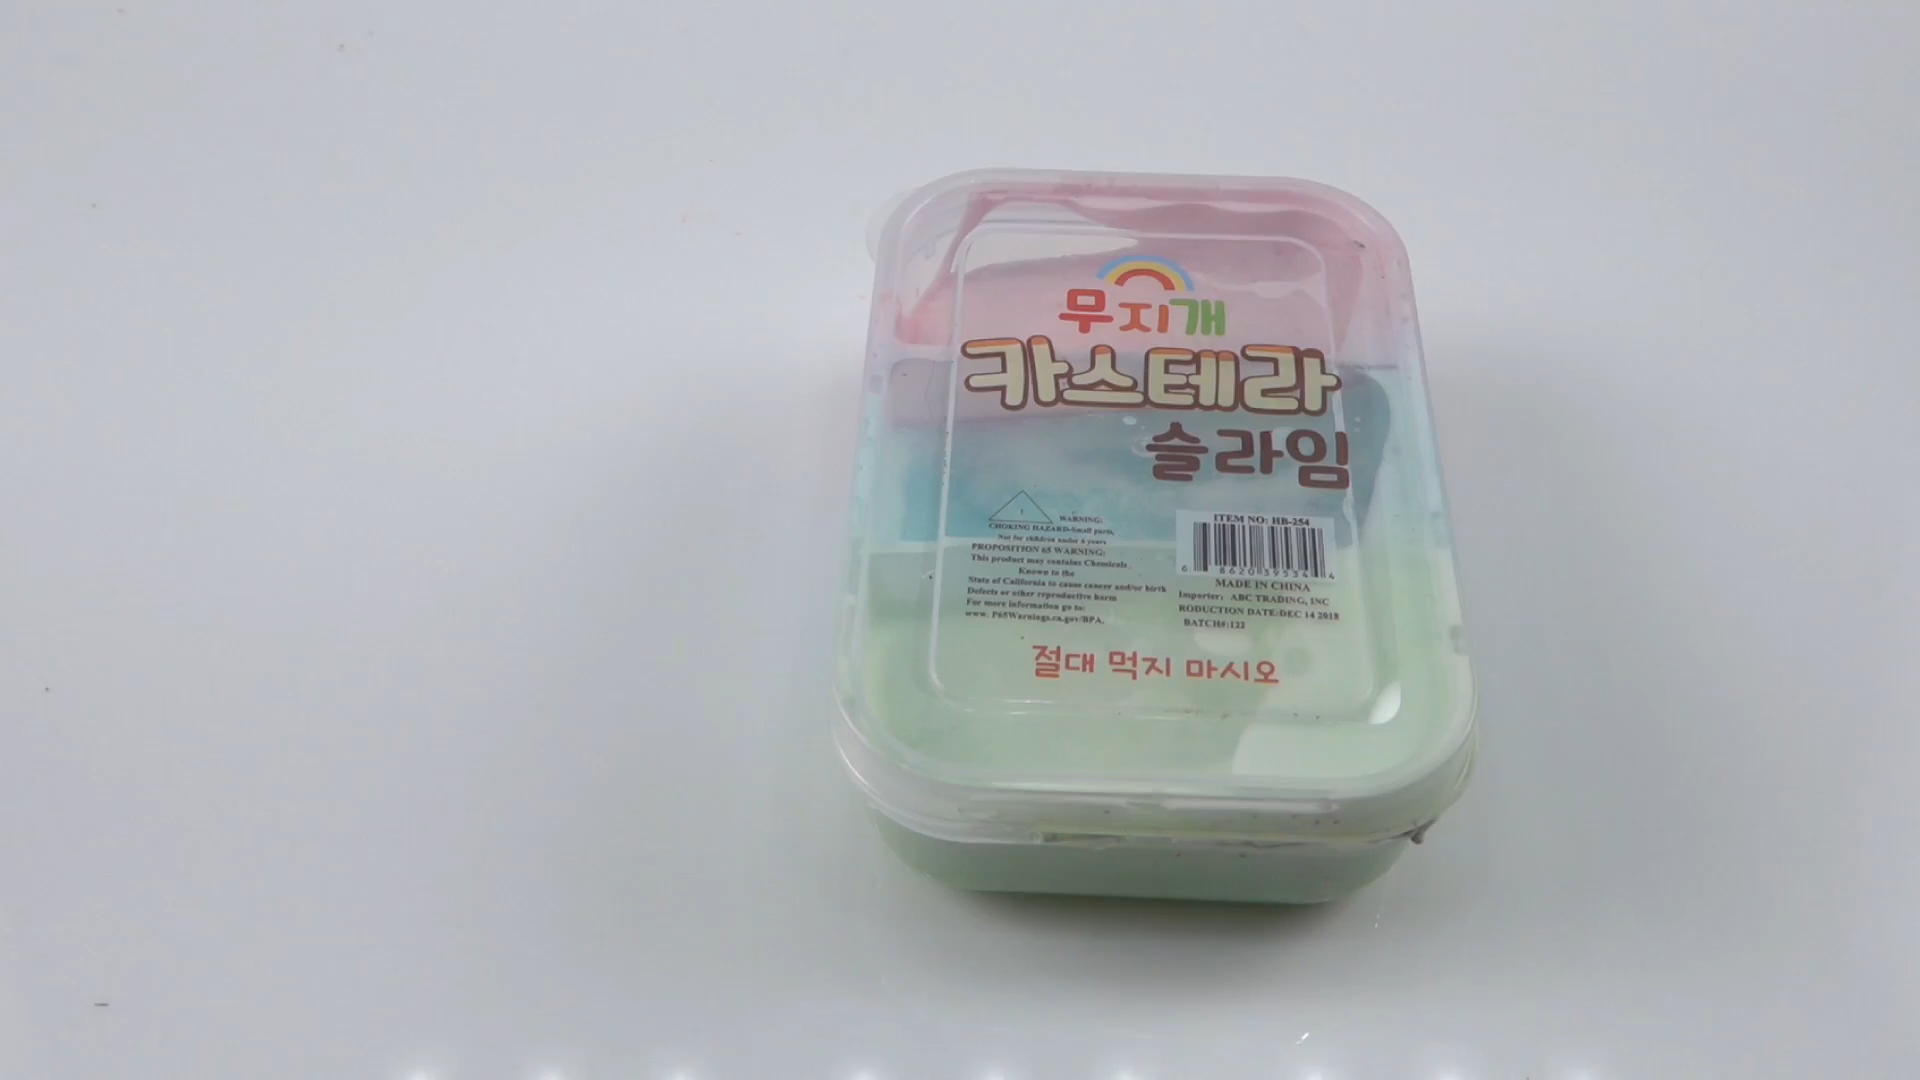 무지개
카스테라
슬라임
WARNING:
CHOKING HAZARD-Small parts,
Not for children under 6 years
PROPOSITION 65 WARNING:
This product may contains Chemicals
Known to the
State of California to cause cancer and/or birth
Defects or other reproductive harm
For more information go to:
www. P65Warnings.ca.gov/BPA.
ITEM NO: HB-254
6 86203 95344
MADE IN CHINA
Importer: ABC TRADING, INC
RODUCTION DATE:DEC 14 2018
BATCH#:122
절대 먹지 마시오